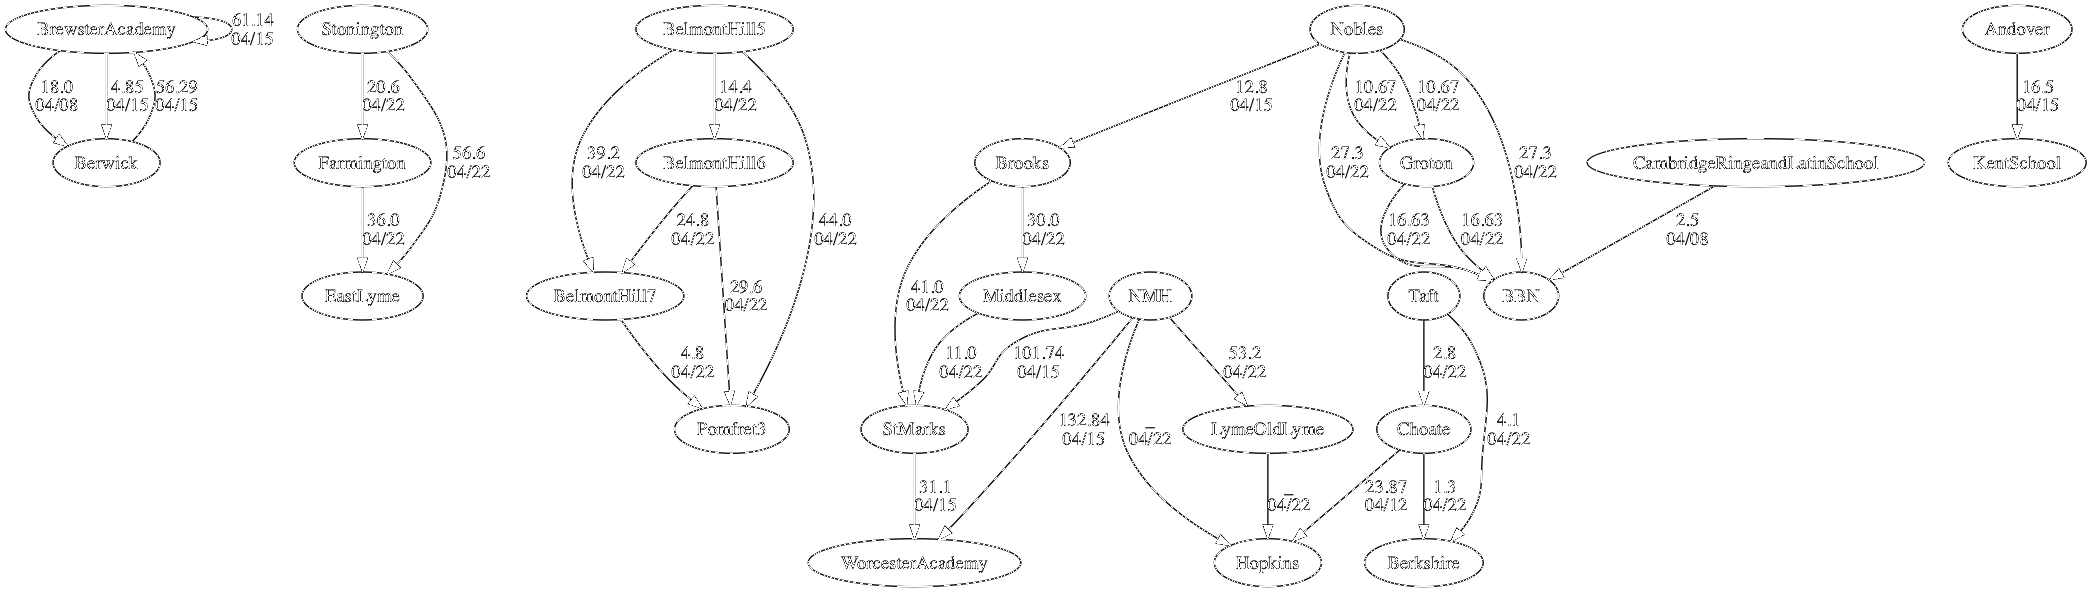 BrewsterAcademy
61.14
04/15
Stonington
BelmontHill5
Nobles
Andover
18.0
04/08
4.85
04/15
56.29
04/15
20.6
04/22
14.4
04/22
12.8
04/15
10.67
04/22
10.67
04/22
16.5
04/15
Berwick
Farmington
56.6
04/22
39.2
04/22
BelmontHill6
Brooks
27.3
04/22
Groton
27.3
04/22
CambridgeRingeandLatinSchool
KentSchool
36.0
04/22
24.8
04/22
44.0
04/22
30.0
04/22
16.63
04/22
16.63
04/22
2.5
04/08
EastLyme
BelmontHill7
29.6
04/22
41.0
04/22
Middlesex
NMH
Taft
BBN
4.8
04/22
11.0
04/22
101.74
04/15
53.2
04/22
2.8
04/22
Pomfret3
StMarks
132.84
04/15
_
04/22
LymeOldLyme
Choate
4.1
04/22
31.1
04/15
_
04/22
23.87
04/12
1.3
04/22
WorcesterAcademy
Hopkins
Berkshire